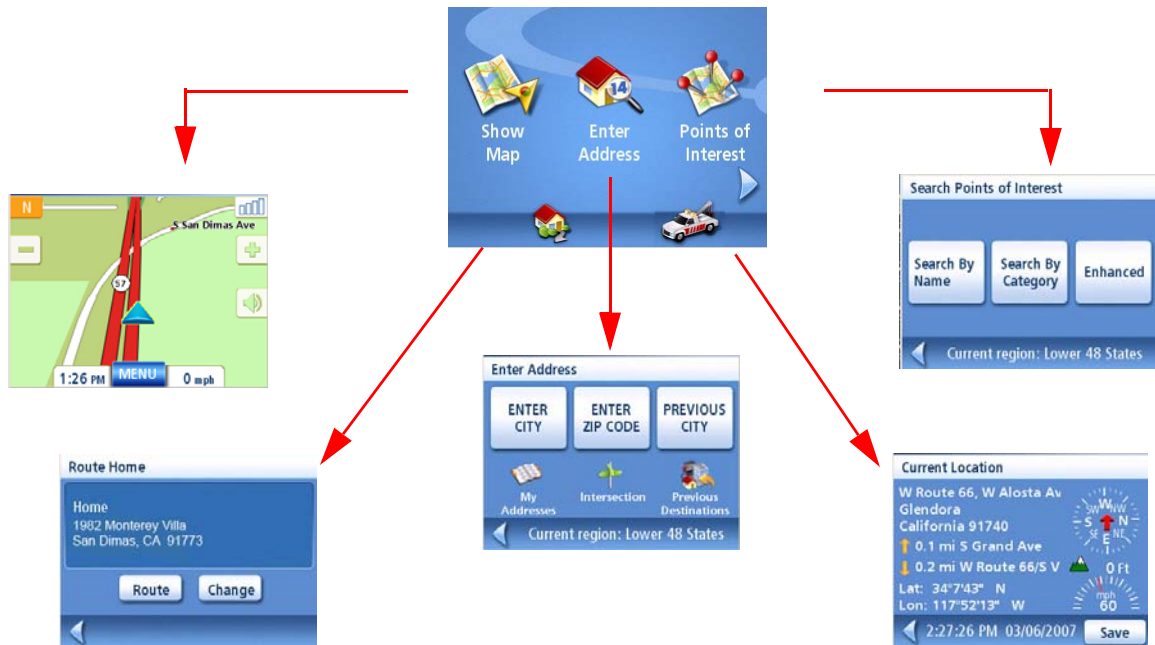 Show
Map
Enter
Address
14
Points of
Interest
N
S San Dimas Ave
57
1:26 PM
MENU
0 mph
Search Points of Interest
Search By
Name
Search By
Category
Enhanced
Current region: Lower 48 States
Enter Address
ENTER
CITY
ENTER
ZIP CODE
PREVIOUS
CITY
My
Addresses
Intersection
Previous
Destinations
Current region: Lower 48 States
Route Home
Home
1982 Monterey Villa
San Dimas, CA 91773
Route
Change
Current Location
W Route 66, W Alosta Av
Glendora
California 91740
0.1 mi S Grand Ave
0.2 mi W Route 66/S V
Lat: 34°7'43" N
Lon: 117°52'13" W
SW W NW
S N
SE E NE
0 Ft
mph
60
2:27:26 PM 03/06/2007
Save